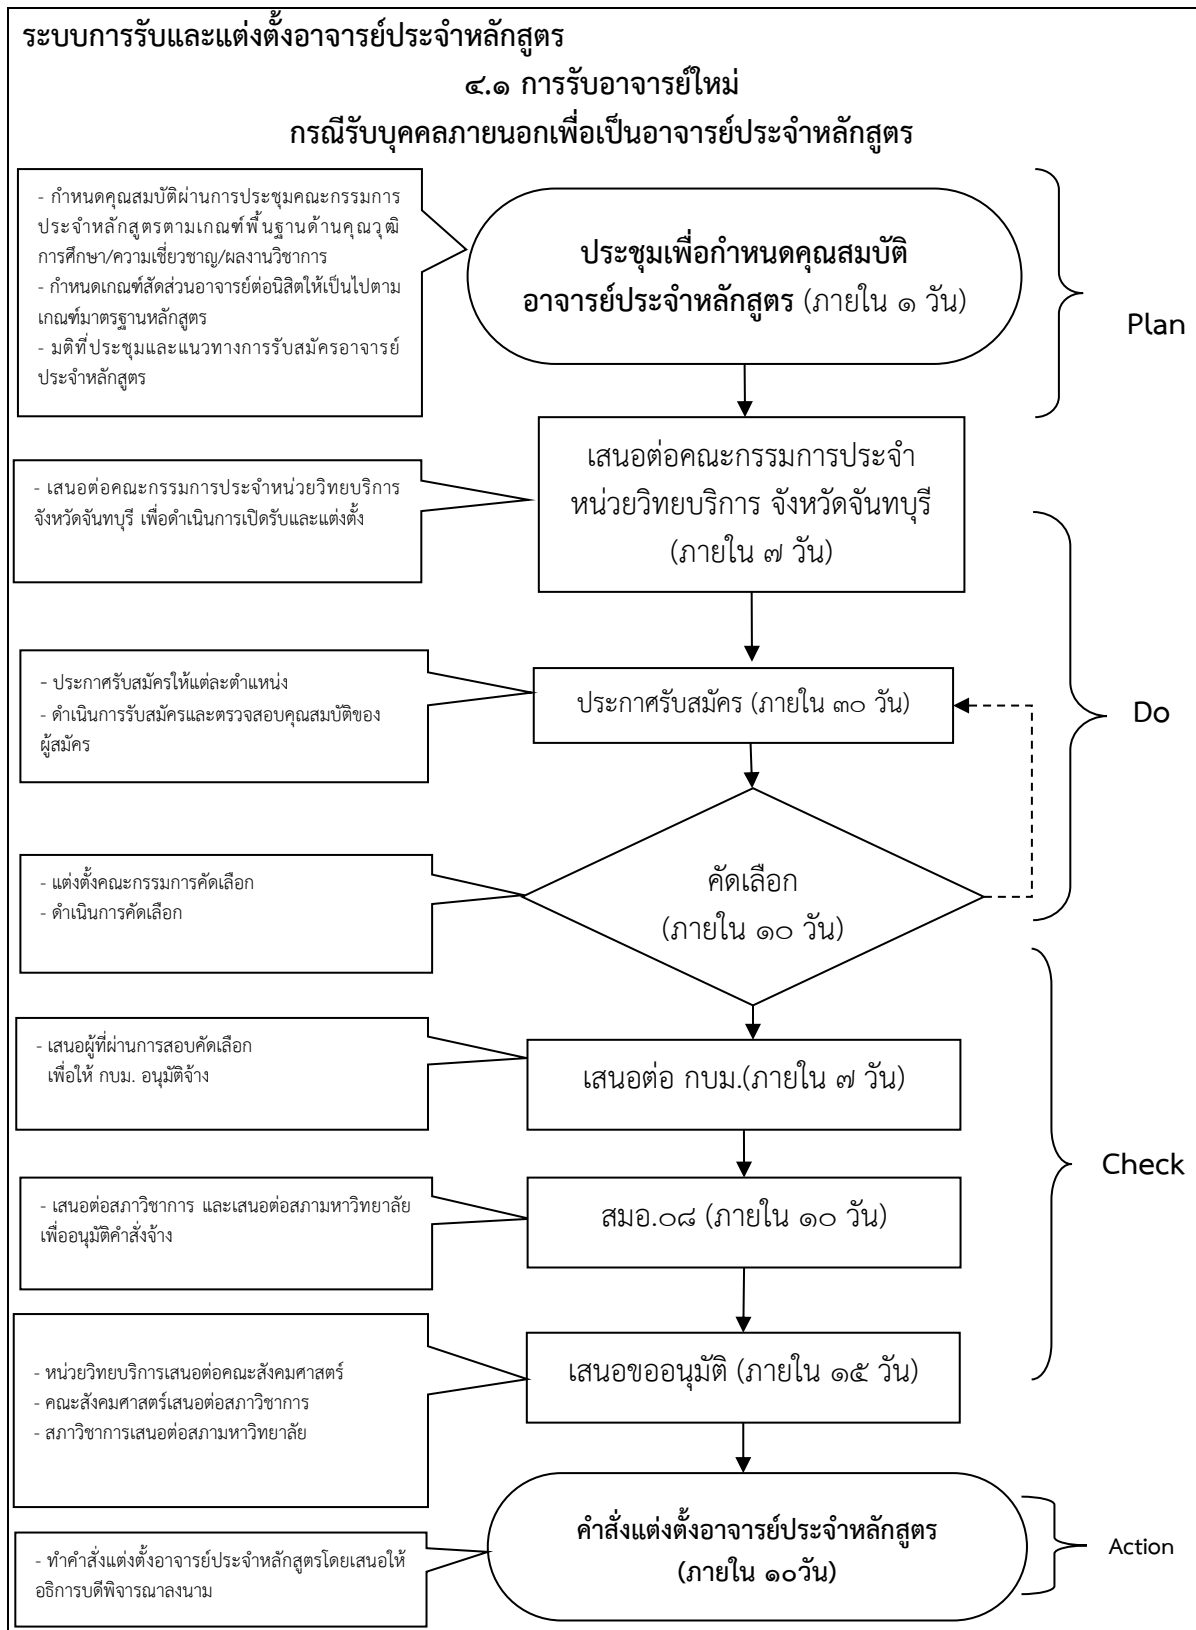 ระบบการรับและแต่งตั้งอาจารย์ประจำหลักสูตร
๔.๑ การรับอาจารย์ใหม่
กรณีรับบุคคลภายนอกเพื่อเป็นอาจารย์ประจำหลักสูตร
- กำหนดคุณสมบัติผ่านการประชุมคณะกรรมการ
ประจำหลักสูตรตามเกณฑ์พื้นฐานด้านคุณวุฒิ
การศึกษา/ความเชี่ยวชาญ/ผลงานวิชาการ
- กำหนดเกณฑ์สัดส่วนอาจารย์ต่อนิสิตให้เป็นไปตาม
เกณฑ์มาตรฐานหลักสูตร
- มติที่ประชุมและแนวทางการรับสมัครอาจารย์
ประจำหลักสูตร
ประชุมเพื่อกำหนดคุณสมบัติ
อาจารย์ประจำหลักสูตร (ภายใน ๑ วัน)
Plan
- เสนอต่อคณะกรรมการประจำหน่วยวิทยบริการ
จังหวัดจันทบุรี เพื่อดำเนินการเปิดรับและแต่งตั้ง
เสนอต่อคณะกรรมการประจำ
หน่วยวิทยบริการ จังหวัดจันทบุรี
(ภายใน ๗ วัน)
- ประกาศรับสมัครให้แต่ละตำแหน่ง
- ดำเนินการรับสมัครและตรวจสอบคุณสมบัติของ
ผู้สมัคร
ประกาศรับสมัคร (ภายใน ๓๐ วัน)
Do
- แต่งตั้งคณะกรรมการคัดเลือก
- ดำเนินการคัดเลือก
คัดเลือก
(ภายใน ๑๐ วัน)
- เสนอผู้ที่ผ่านการสอบคัดเลือก
เพื่อให้ กบม. อนุมัติจ้าง
เสนอต่อ กบม.(ภายใน ๗ วัน)
Check
- เสนอต่อสภาวิชาการ และเสนอต่อสภามหาวิทยาลัย
เพื่ออนุมัติคำสั่งจ้าง
สมอ.๐๘ (ภายใน ๑๐ วัน)
- หน่วยวิทยบริการเสนอต่อคณะสังคมศาสตร์
- คณะสังคมศาสตร์เสนอต่อสภาวิชาการ
- สภาวิชาการเสนอต่อสภามหาวิทยาลัย
เสนอขออนุมัติ (ภายใน ๑๕ วัน)
- ทำคำสั่งแต่งตั้งอาจารย์ประจำหลักสูตรโดยเสนอให้
อธิการบดีพิจารณาลงนาม
คำสั่งแต่งตั้งอาจารย์ประจำหลักสูตร
(ภายใน ๑๐วัน)
Action